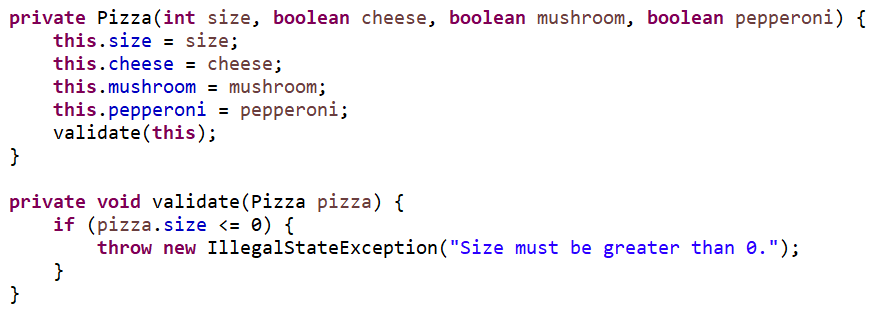 private Pizza(int size, boolean cheese, boolean mushroom, boolean pepperoni) {
    this.size = size;
    this.cheese = cheese;
    this.mushroom = mushroom;
    this.pepperoni = pepperoni;
    validate(this);
}

private void validate(Pizza pizza) {
    if (pizza.size <= 0) {
        throw new IllegalStateException("Size must be greater than 0.");
    }
}